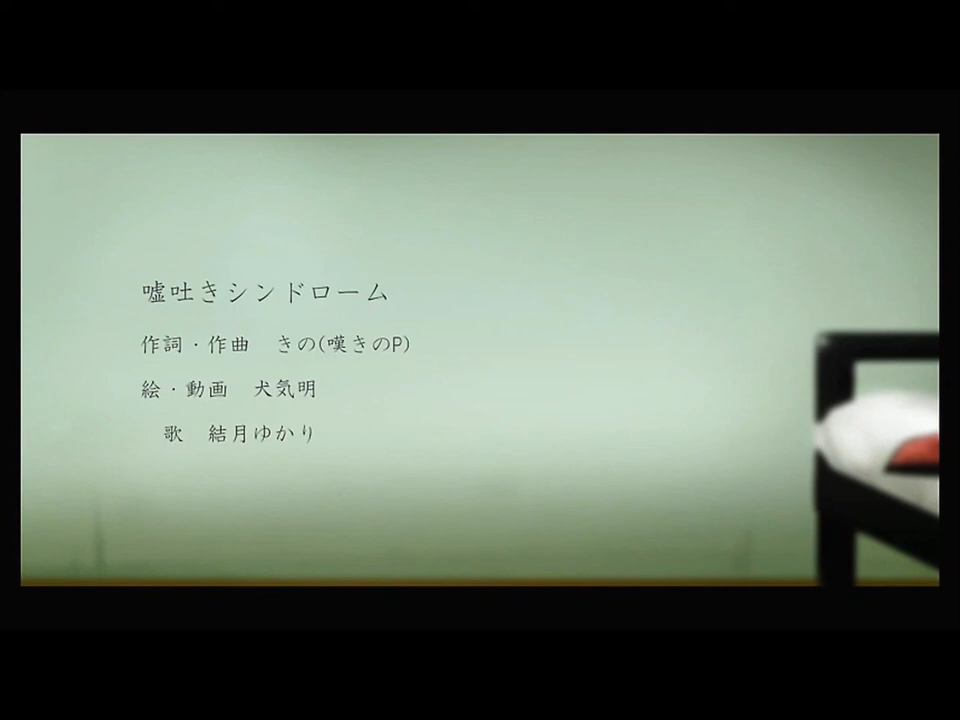 嘘吐きシンドローム
作詞・作曲　きの(嘆きのP)
絵・動画　犬気明
歌　結月ゆかり